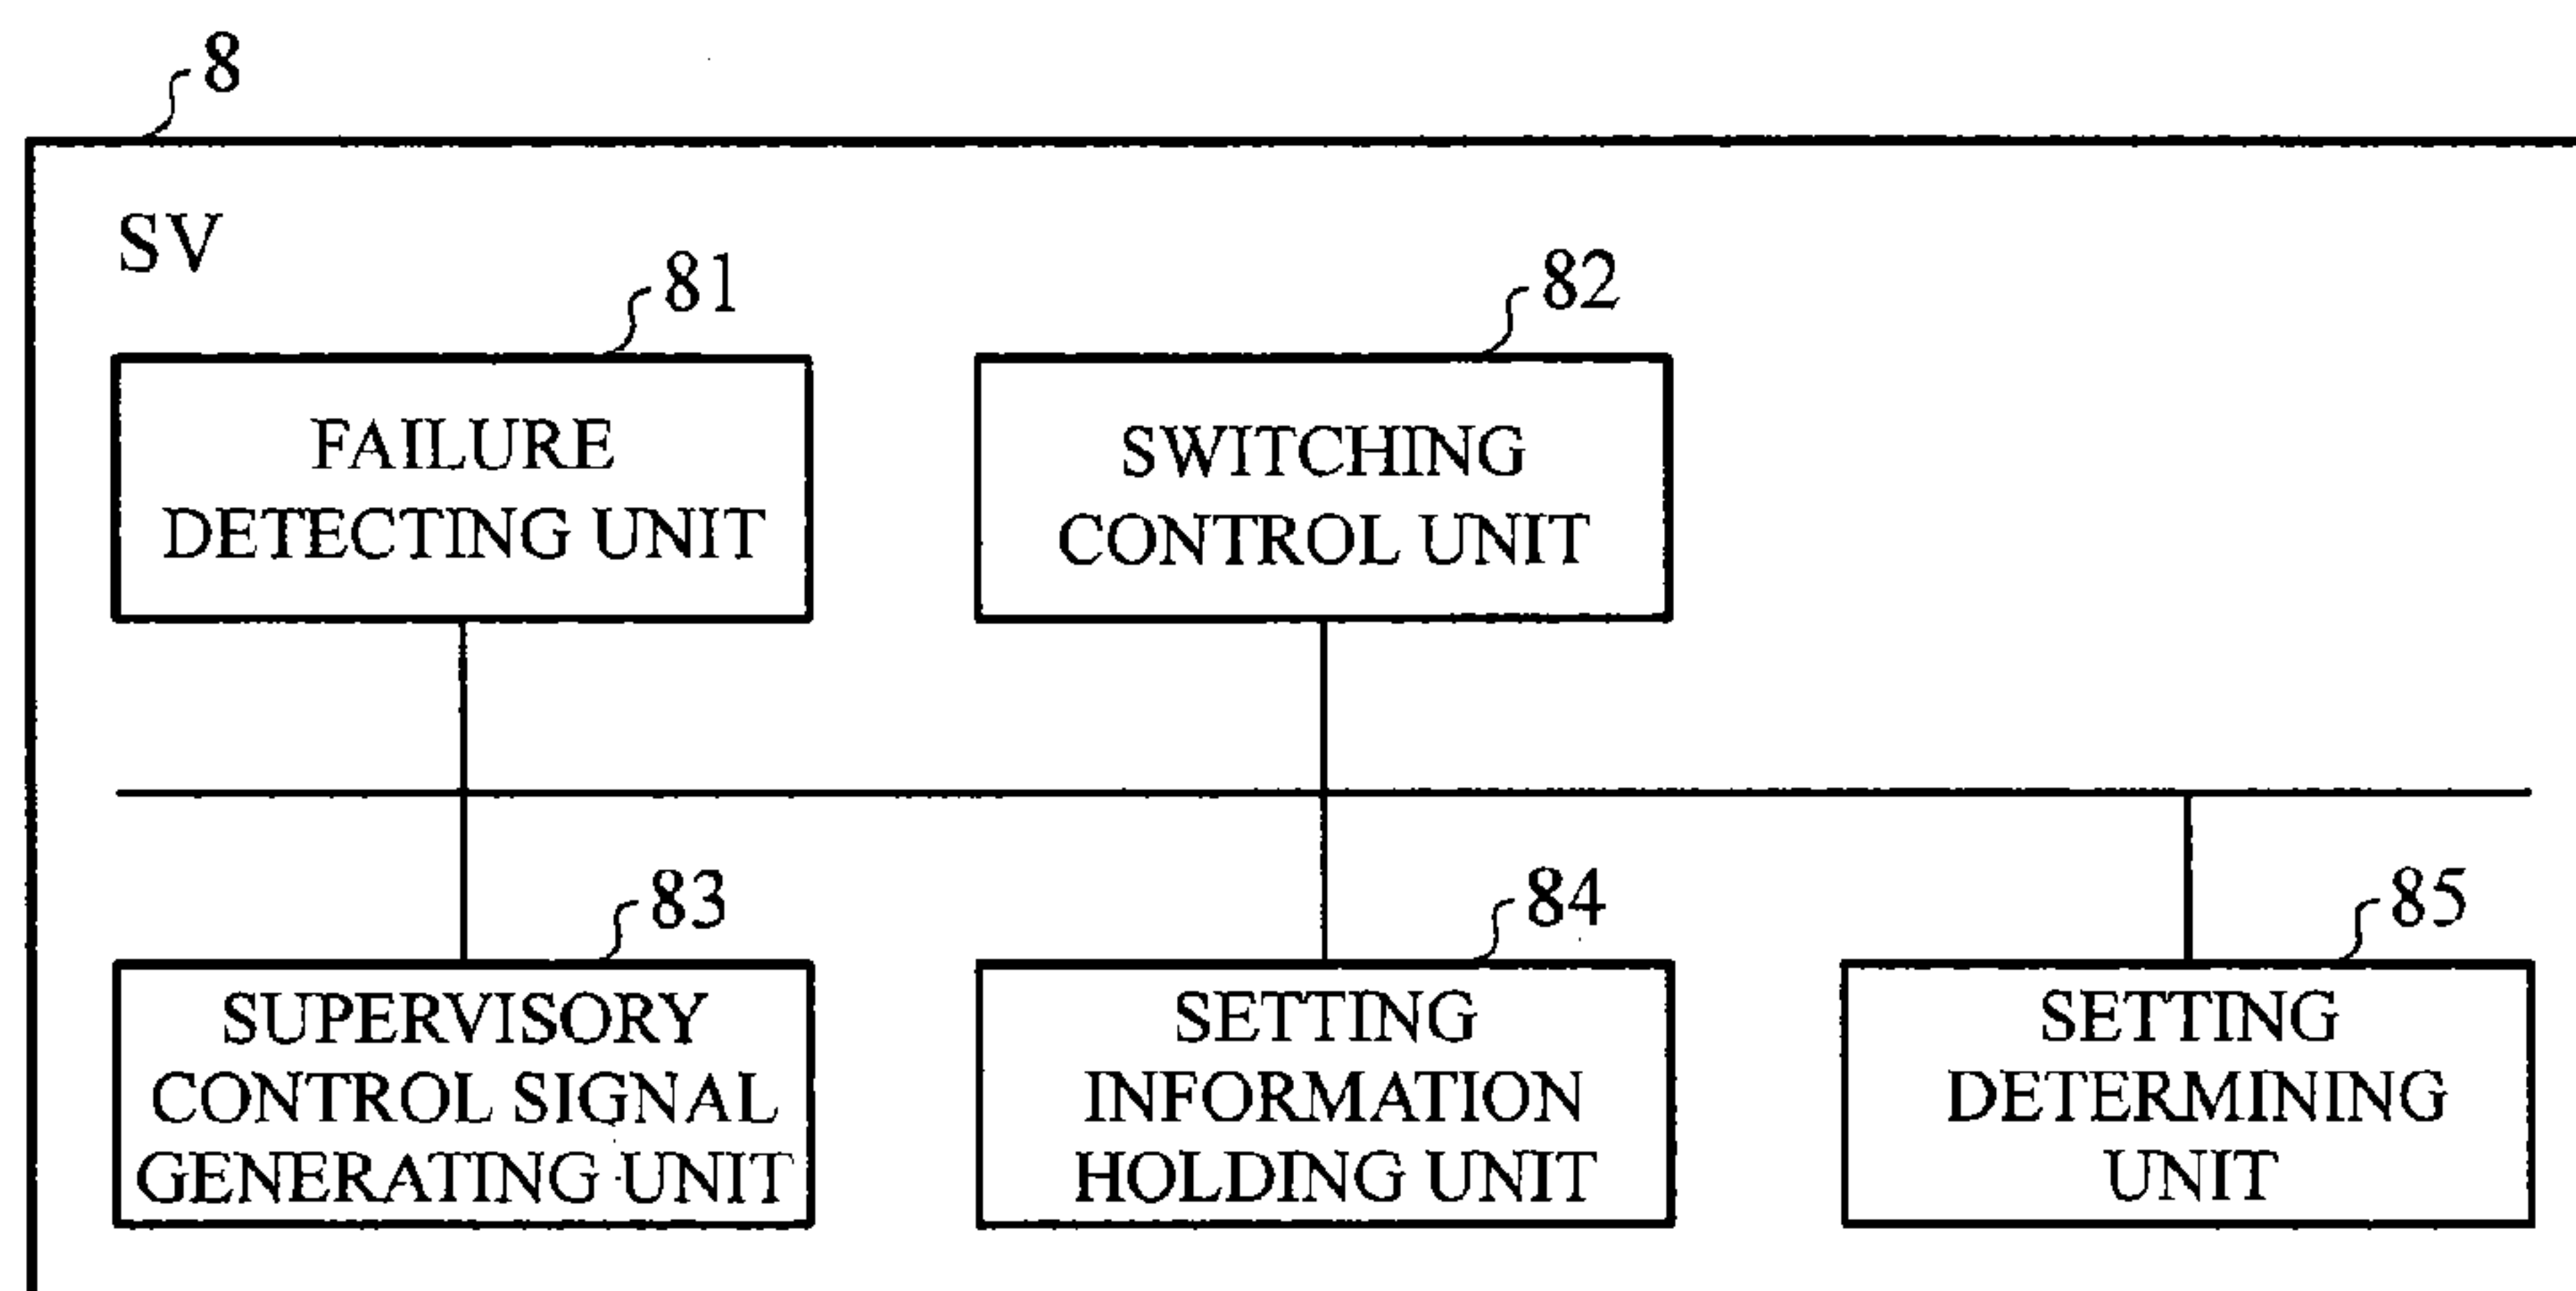 8
SV
81
82
FAILURE
DETECTING UNIT
SWITCHING
CONTROL UNIT
83
84
85
SUPERVISORY
CONTROL SIGNAL
GENERATING UNIT
SETTING
INFORMATION
HOLDING UNIT
SETTING
DETERMINING
UNIT